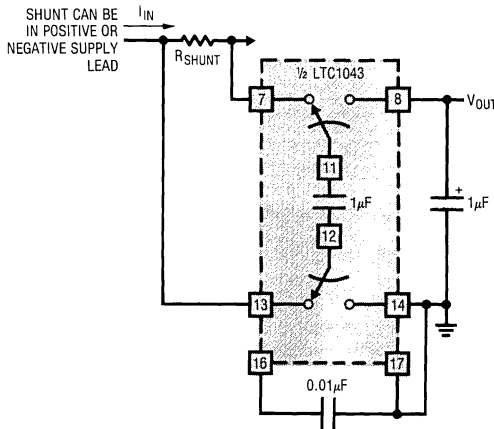 SHUNT CAN BE
IN POSITIVE OR
NEGATIVE SUPPLY
LEAD
IIN
RSHUNT
½ LTC1043
7
8
VOUT
11
1µF
12
+
1µF
13
14
16
17
0.01µF